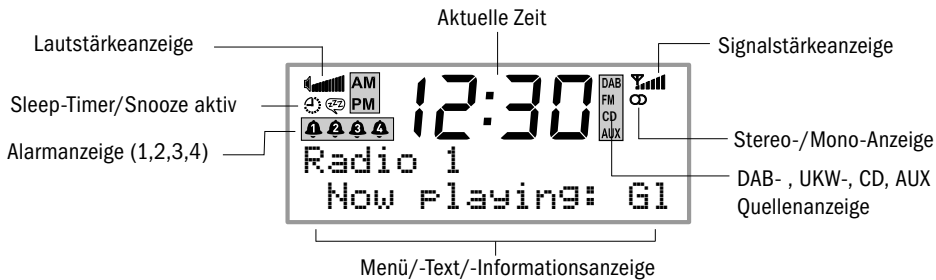 Aktuelle Zeit
Lautstärkeanzeige
Signalstärkeanzeige
AM
PM
12:30
DAB
FM
CD
AUX
Sleep-Timer/Snooze aktiv
zZz
1 2 3 4
Alarmanzeige (1,2,3,4)
Stereo-/Mono-Anzeige
Radio 1
Now playing: Gl
DAB- , UKW-, CD, AUX
Quellenanzeige
Menü/-Text/-Informationsanzeige